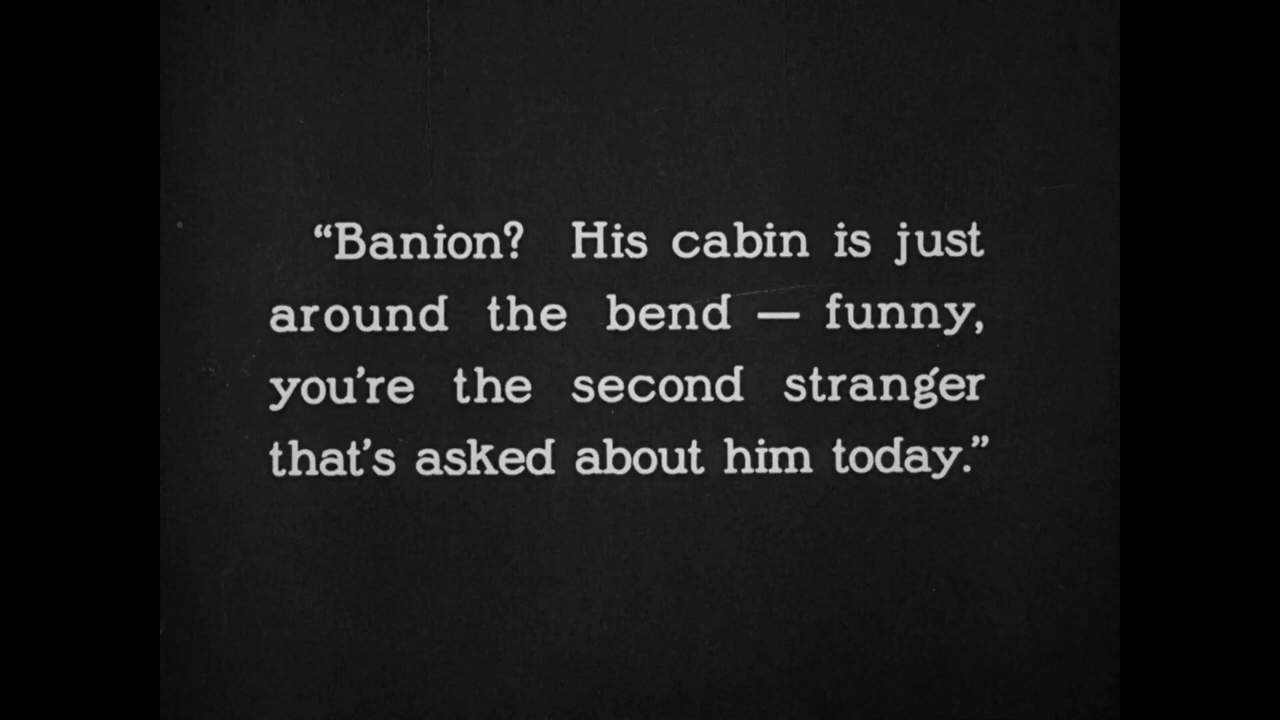 “Banion? His cabin is just
around the bend — funny,
you’re the second stranger
that’s asked about him today.”